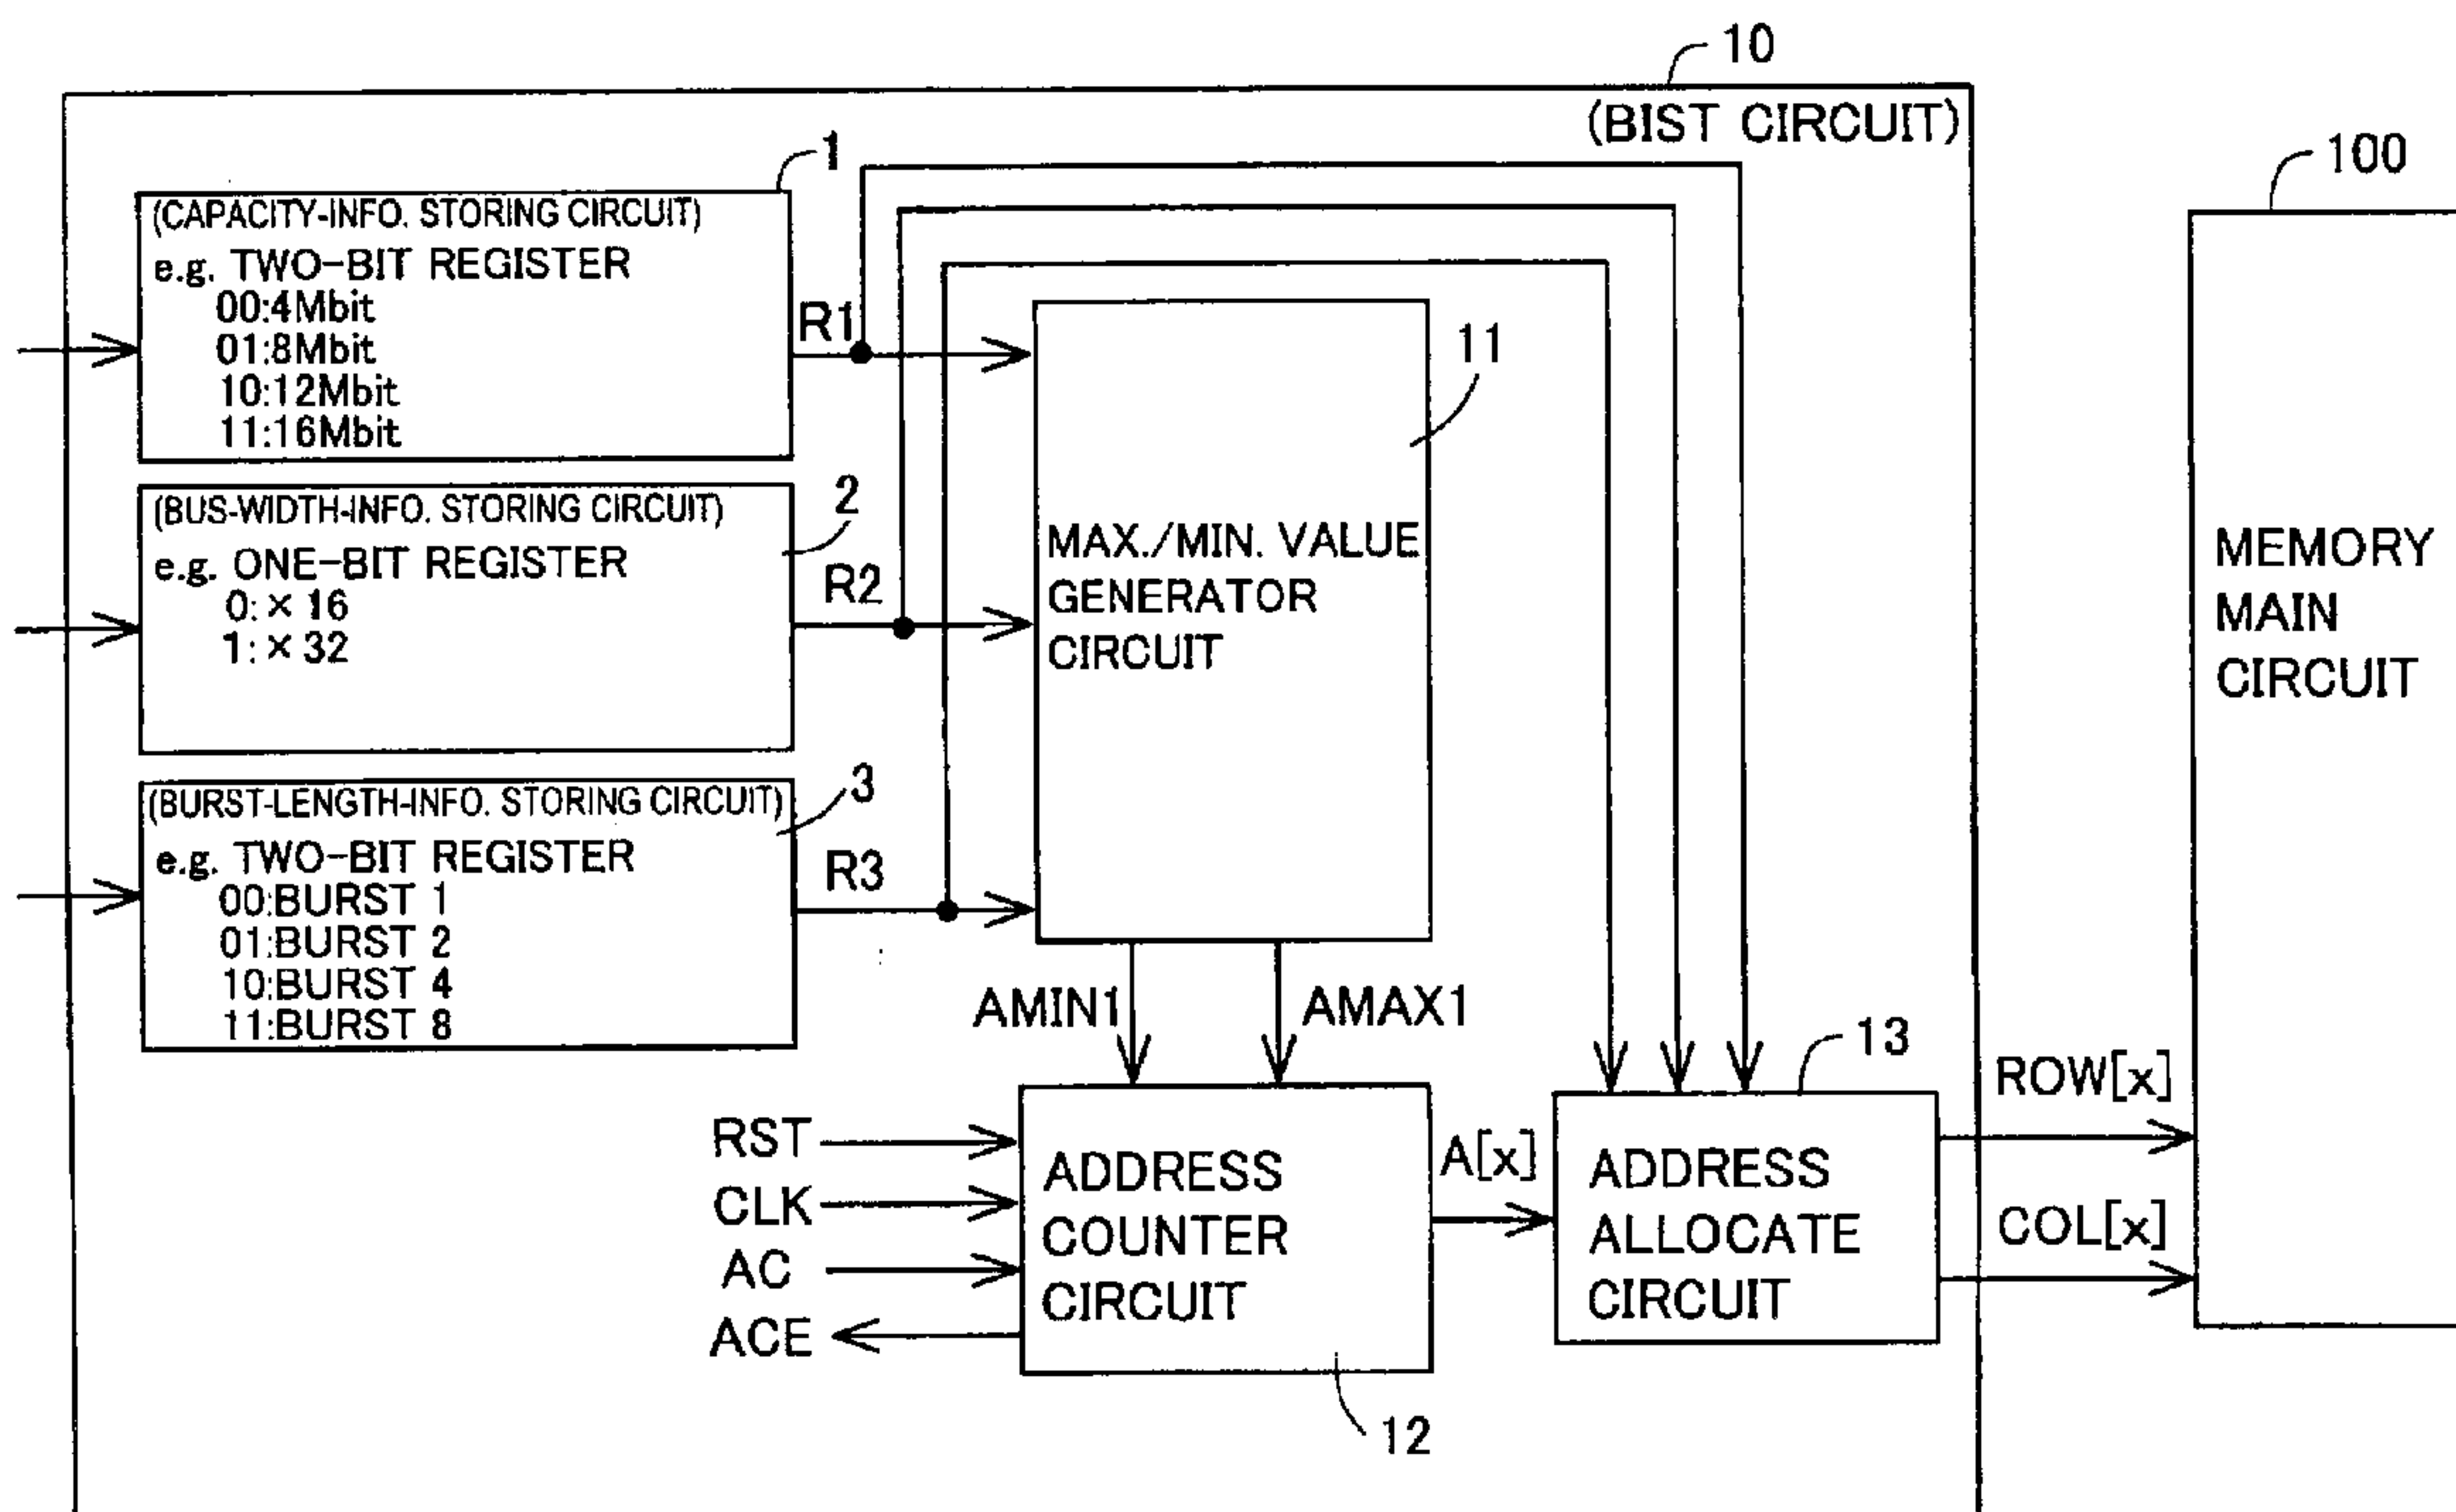 10
(BIST CIRCUIT)
1
100
(CAPACITY-INFO. STORING CIRCUIT)
e.g. TWO-BIT REGISTER
00:4Mbit
01:8Mbit
10:12Mbit
11:16Mbit
R1
11
(BUS-WIDTH-INFO. STORING CIRCUIT)
2
e.g. ONE-BIT REGISTER
0:×16
1:×32
R2
MAX./MIN. VALUE
GENERATOR
CIRCUIT
MEMORY
MAIN
CIRCUIT
(BURST-LENGTH-INFO. STORING CIRCUIT)
3
e.g. TWO-BIT REGISTER
00:BURST 1
01:BURST 2
10:BURST 4
11:BURST 8
R3
AMIN1
AMAX1
13
RST
CLK
AC
ACE
ADDRESS
COUNTER
CIRCUIT
12
A[x]
ADDRESS
ALLOCATE
CIRCUIT
ROW[x]
COL[x]